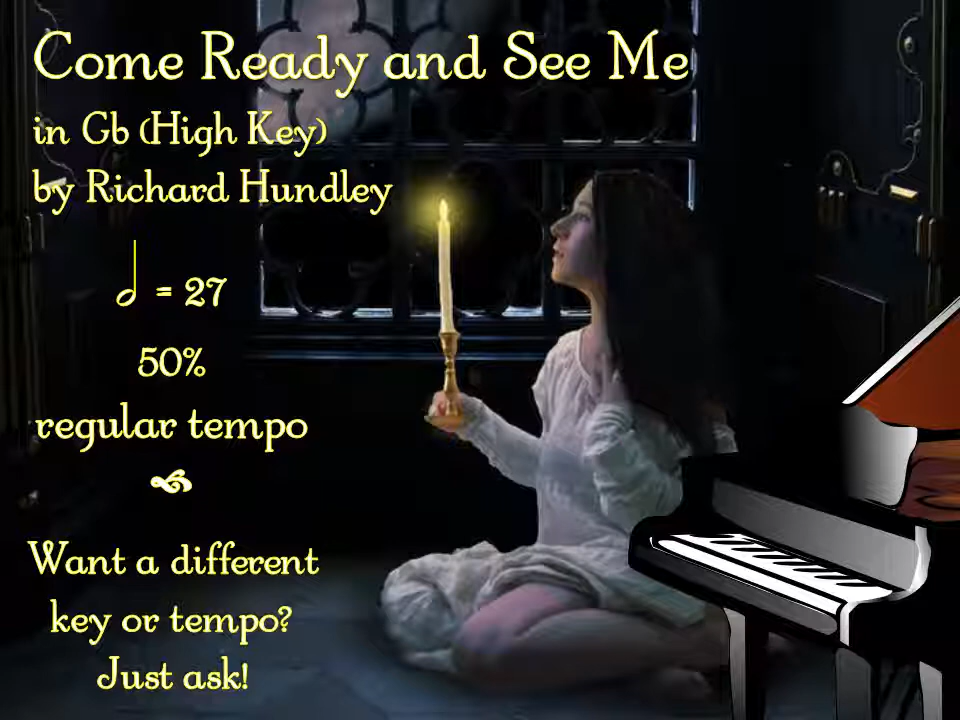 Come Ready and See Me
in Gb (High Key)
by Richard Hundley
𝅗𝅥 = 27
50%
regular tempo
Want a different
key or tempo?
Just ask!